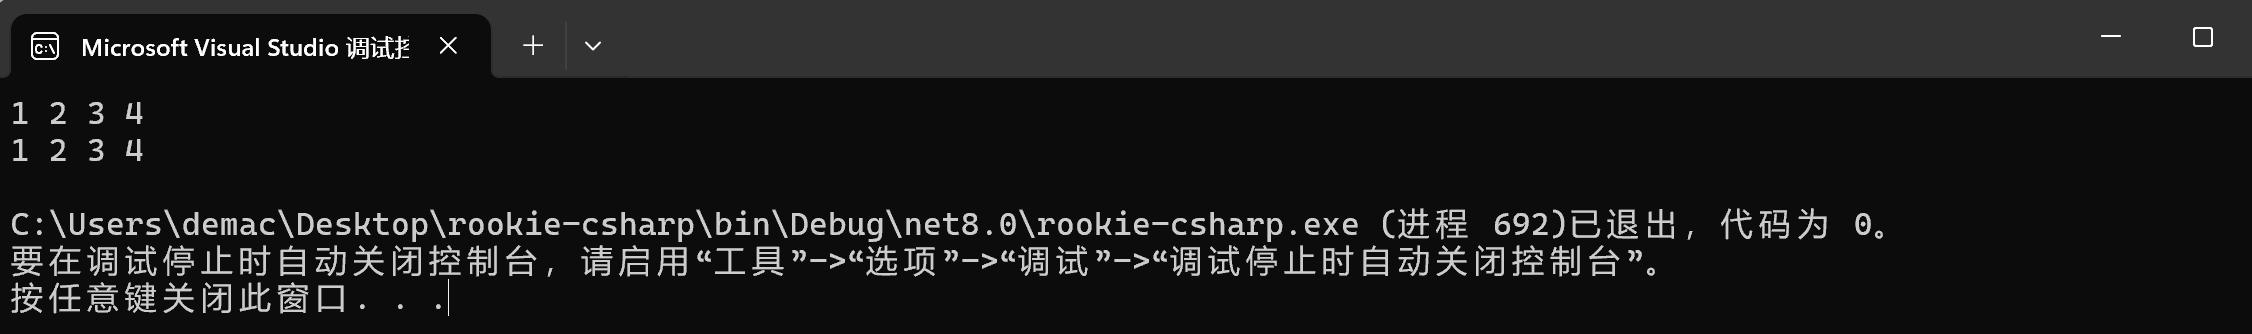 Microsoft Visual Studio 调试控
1 2 3 4
1 2 3 4
C:\Users\demac\Desktop\rookie-csharp\bin\Debug\net8.0\rookie-csharp.exe (进程 692)已退出，代码为 0。
要在调试停止时自动关闭控制台，请启用“工具”->“选项”->“调试”->“调试停止时自动关闭控制台”。
按任意键关闭此窗口. . .